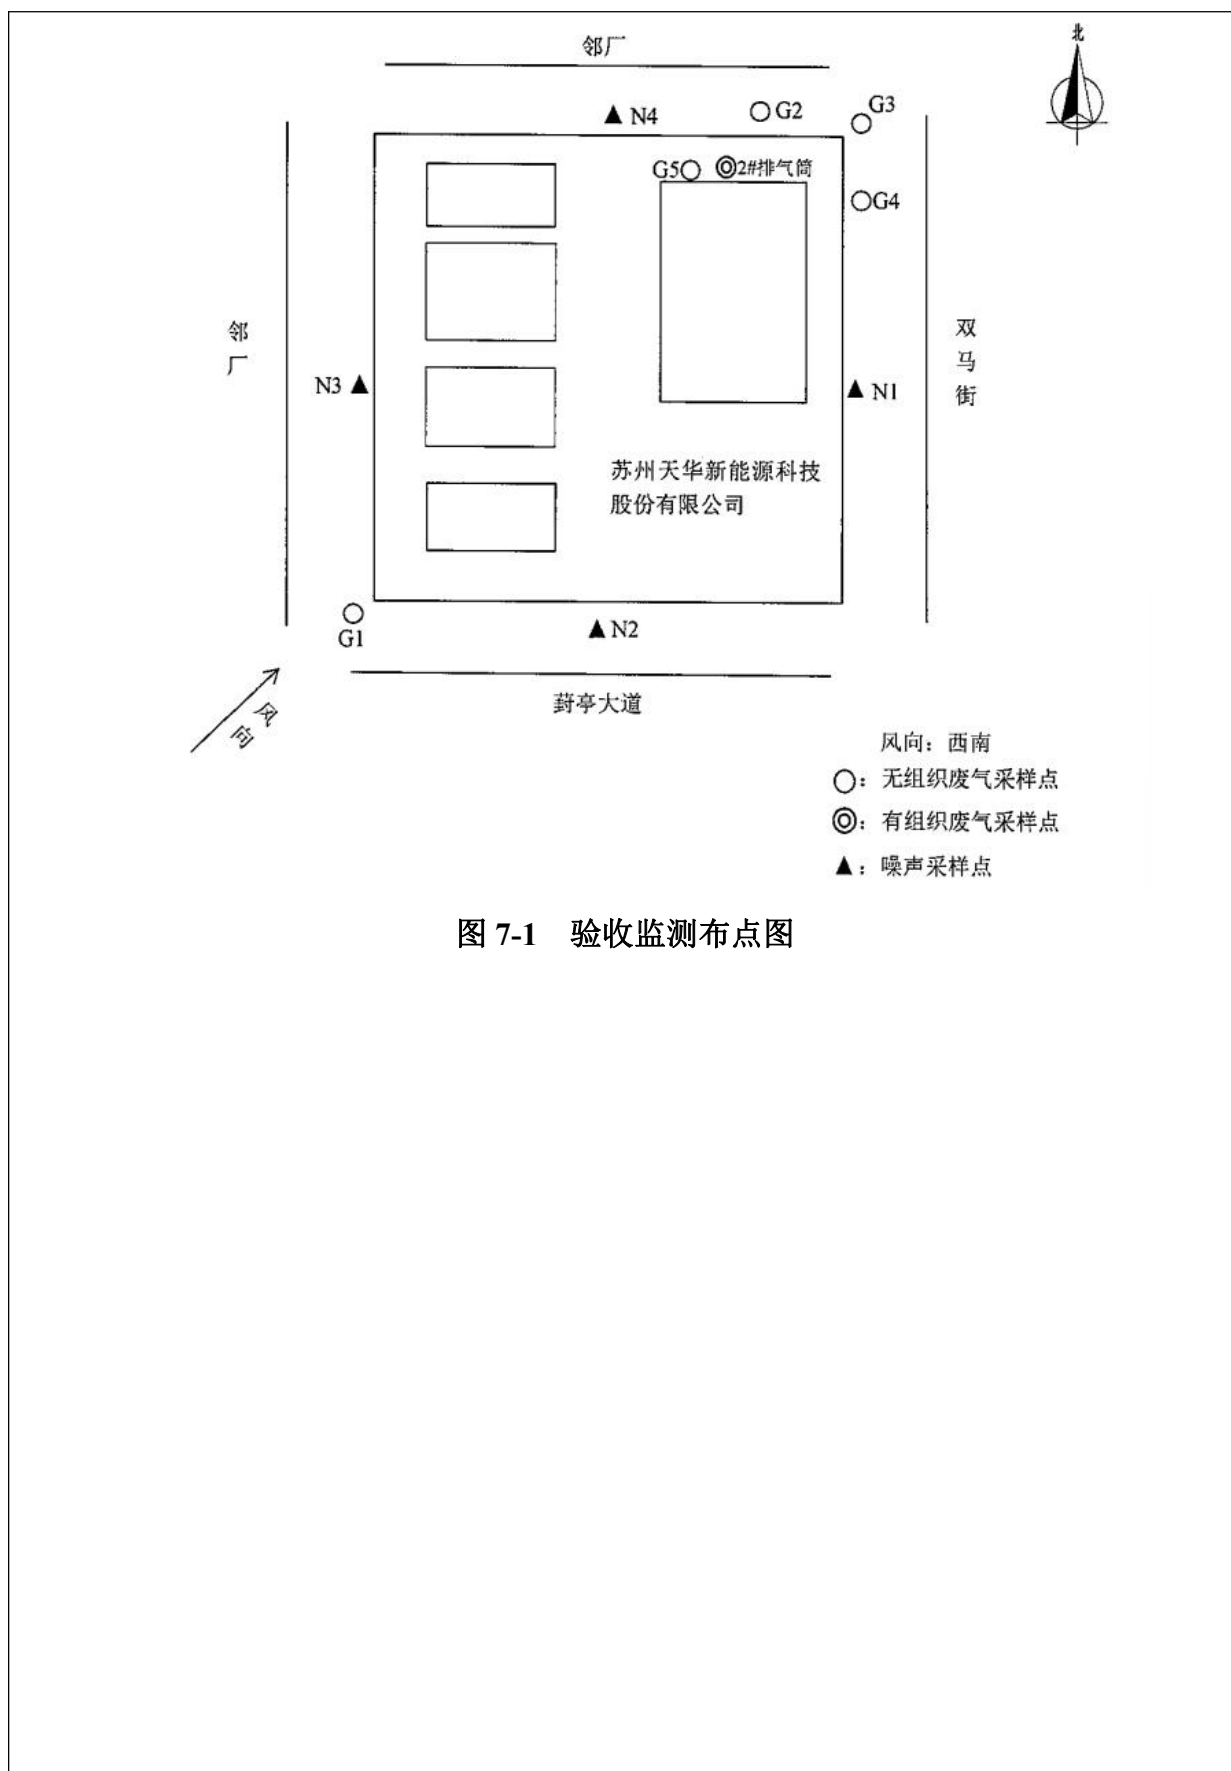 北
邻厂
N4
G2
G3
G5
2#排气筒
G4
邻厂
双马街
N3
N1
苏州天华新能源科技
股份有限公司
G1
N2
葑亭大道
风向
风向：西南
○：无组织废气采样点
◎：有组织废气采样点
▲：噪声采样点
图 7-1 验收监测布点图